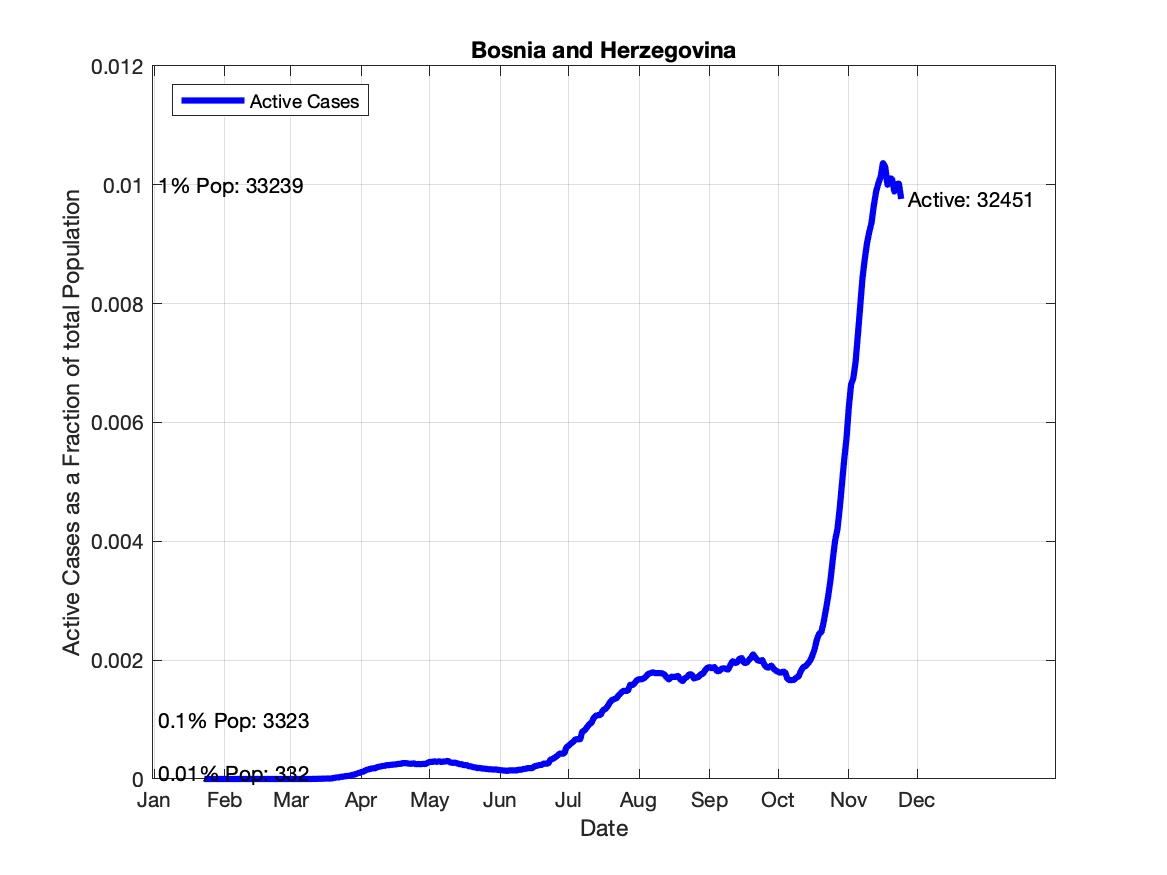 Bosnia and Herzegovina
0.012
Active Cases
0.01
1% Pop: 33239
Active: 32451
0.008
0.006
0.004
0.002
0.1% Pop: 3323
0.01% Pop: 332
0
Active Cases as a Fraction of total Population
Jan Feb Mar Apr May Jun Jul Aug Sep Oct Nov Dec
Date